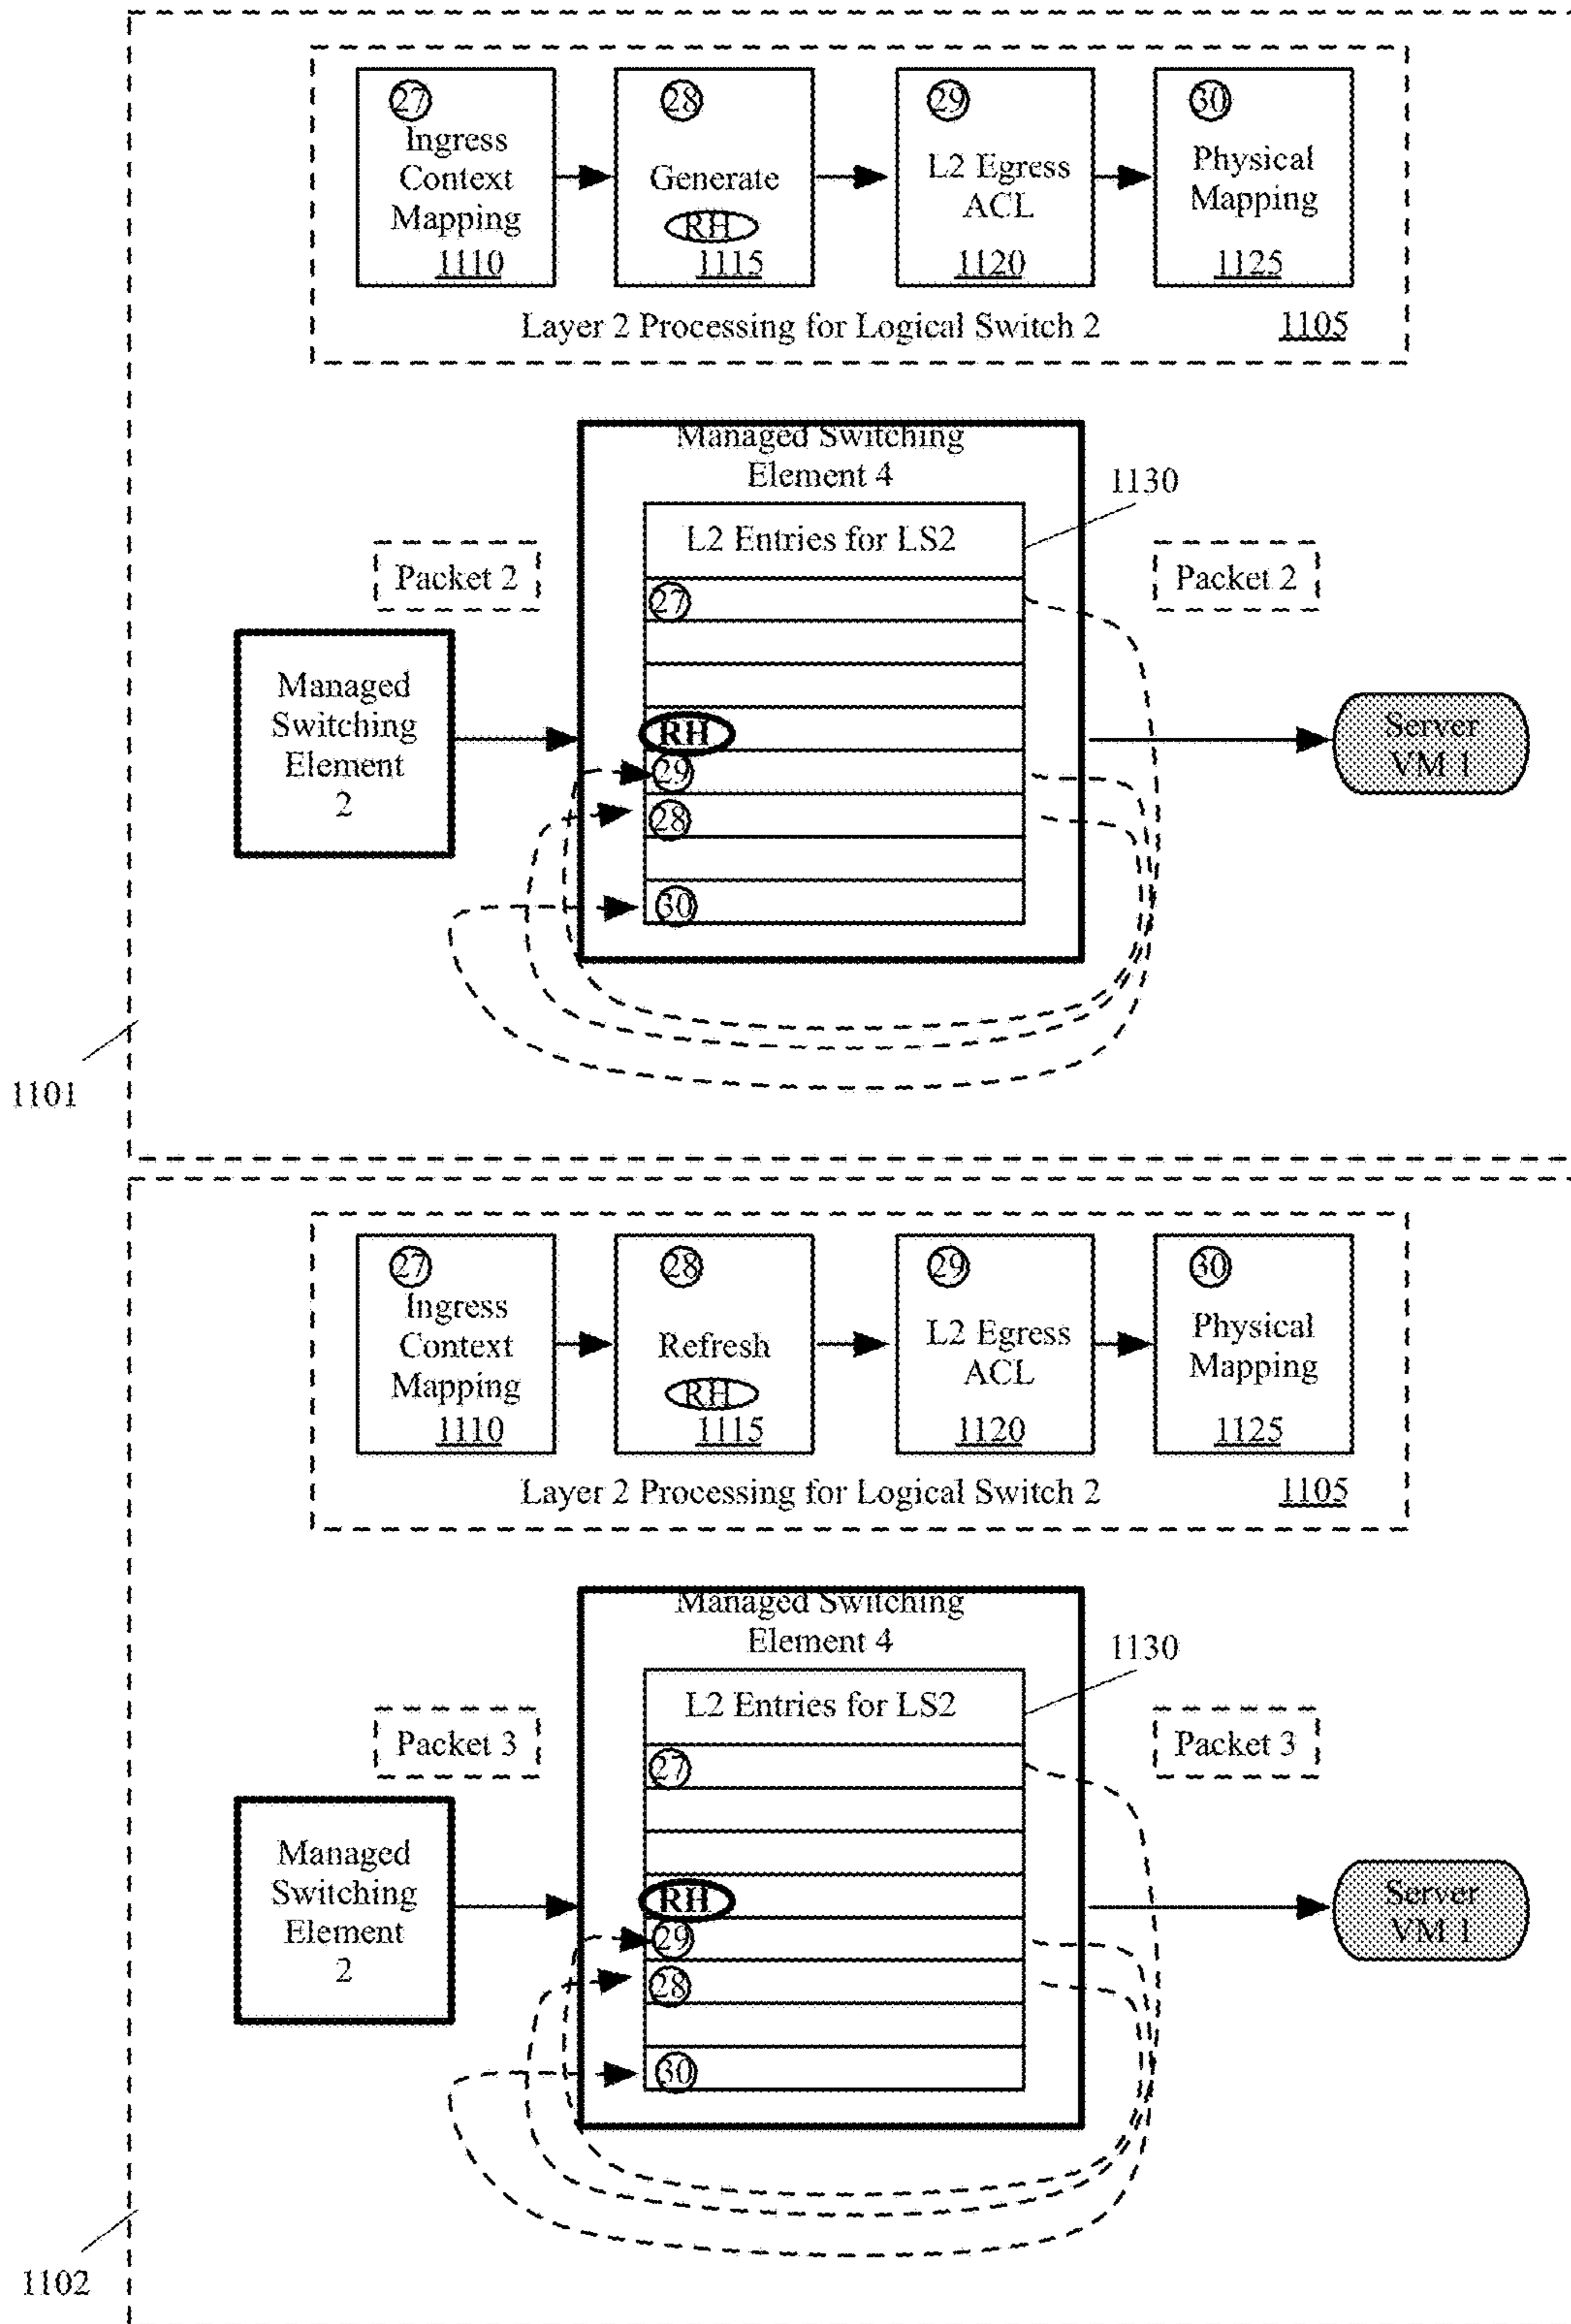 27
Ingress
Context
Mapping
1110
28
Generate
RH
1115
29
L2 Egress
ACL
1120
30
Physical
Mapping
1125
Layer 2 Processing for Logical Switch 2
1105
Managed Switching
Element 4
1130
L2 Entries for LS2
Packet 2
Packet 2
27
Managed
Switching
Element
2
RH
29
28
30
Server
VM 1
1101
27
Ingress
Context
Mapping
1110
28
Refresh
RH
1115
29
L2 Egress
ACL
1120
30
Physical
Mapping
1125
Layer 2 Processing for Logical Switch 2
1105
Managed Switching
Element 4
1130
L2 Entries for LS2
Packet 3
Packet 3
27
Managed
Switching
Element
2
RH
29
28
30
Server
VM 1
1102